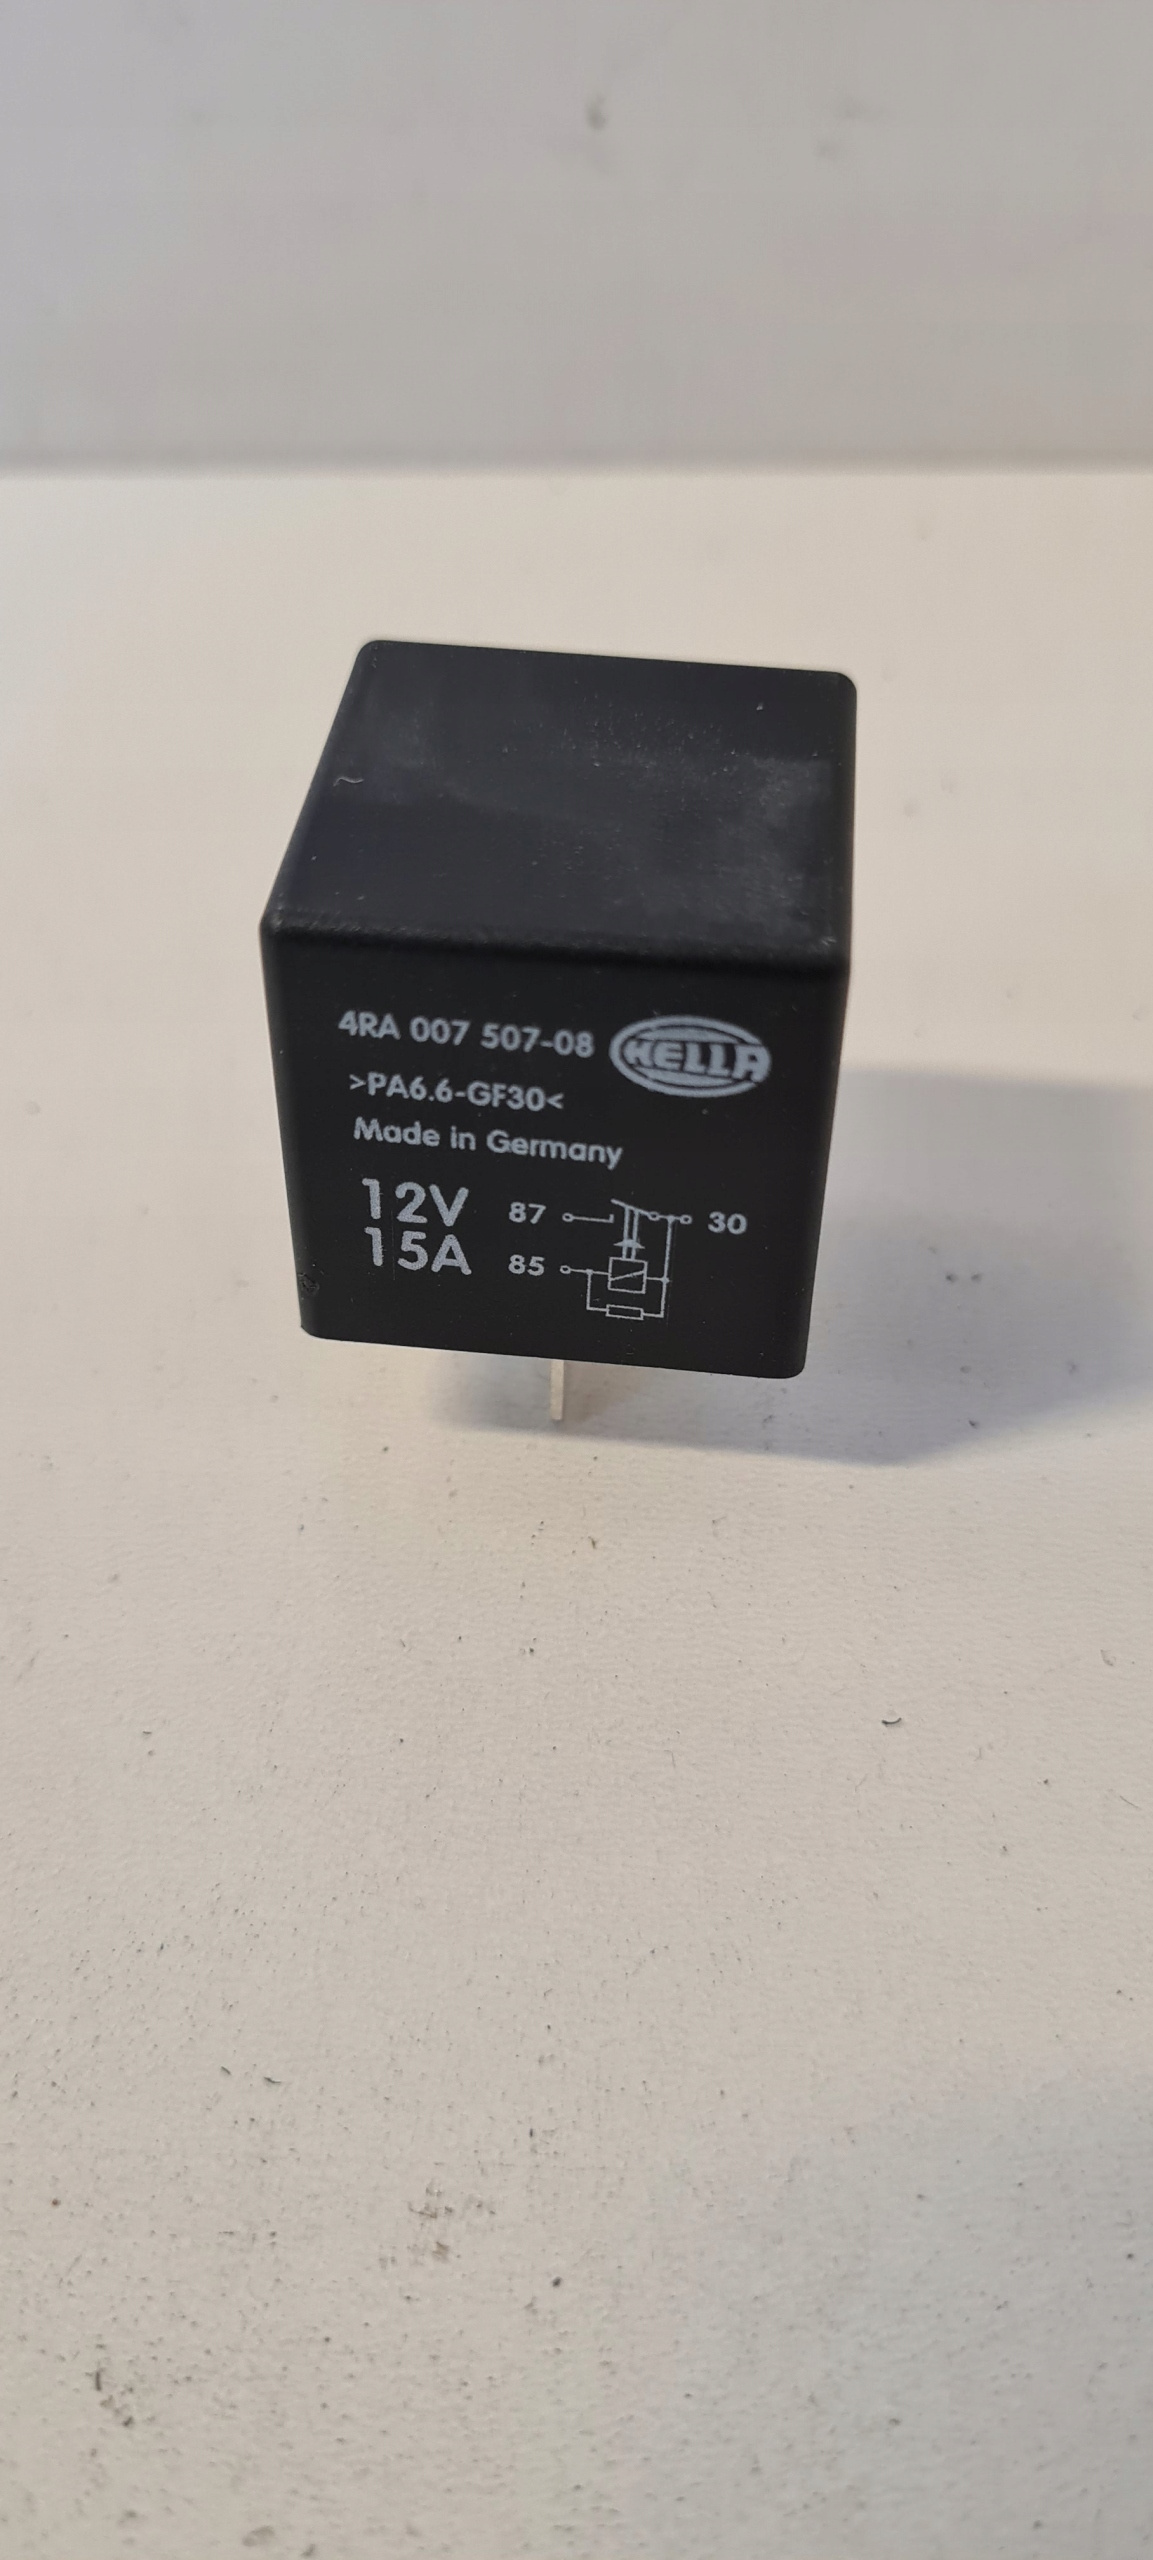 4RA 007 507-08 HELLA
>PA6.6-GF30<
Made in Germany
12V
15A
87 30
85